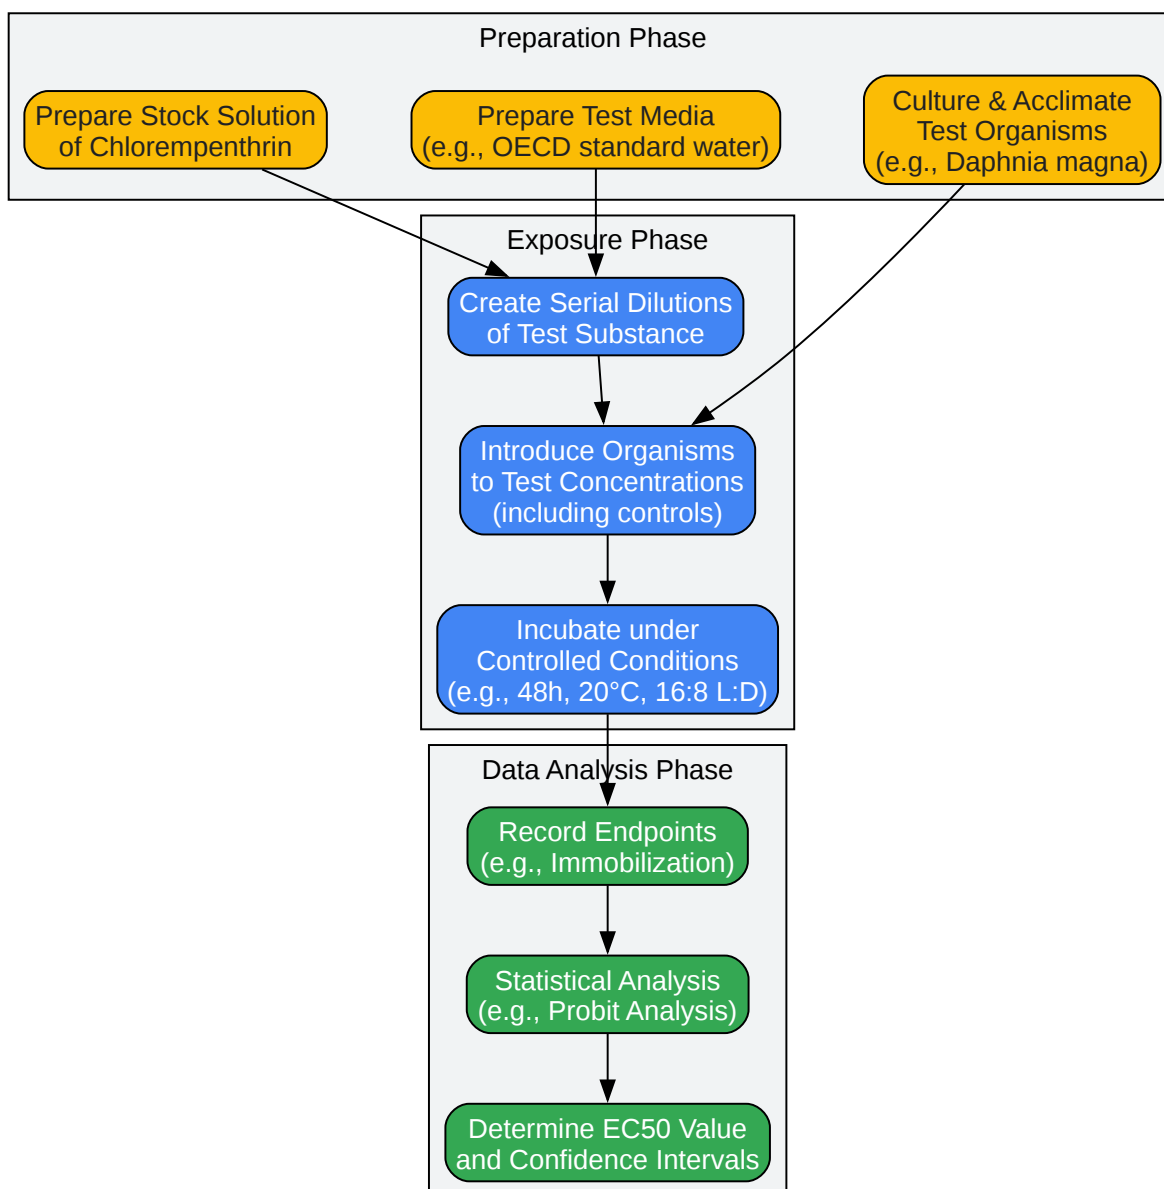 Preparation Phase
Prepare Stock Solution
of Chlorempenthrin
Prepare Test Media
(e.g., OECD standard water)
Culture & Acclimate
Test Organisms
(e.g., Daphnia magna)
Exposure Phase
Create Serial Dilutions
of Test Substance
Introduce Organisms
to Test Concentrations
(including controls)
Incubate under
Controlled Conditions
(e.g., 48h, 20°C, 16:8 L:D)
Data Analysis Phase
Record Endpoints
(e.g., Immobilization)
Statistical Analysis
(e.g., Probit Analysis)
Determine EC50 Value
and Confidence Intervals